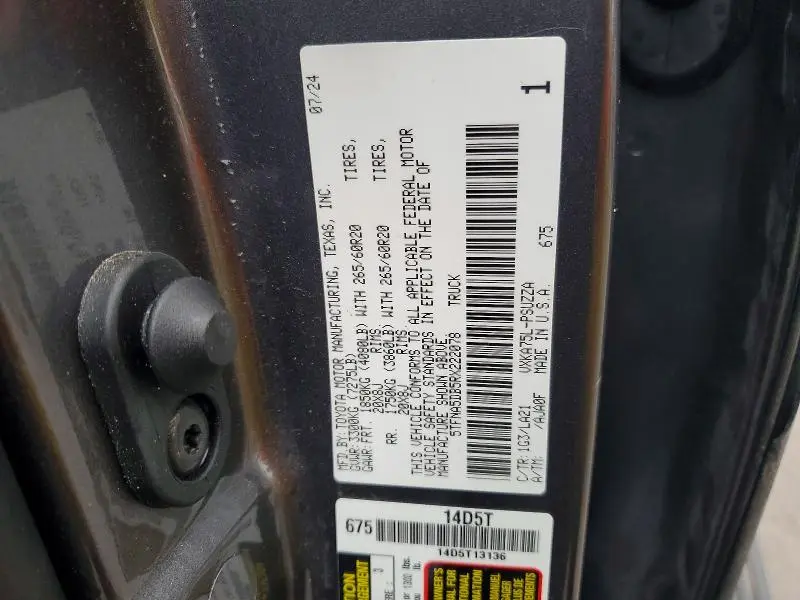 MFD.BY:TOYOTA MOTOR MANUFACTURING, TEXAS, INC. 07/24
GVWR:3300KG (7275LB)
GAWR:FRT. 1850KG (4080LB) WITH 265/60R20 TIRES,
20X8J RIMS.
RR. 1750KG (3860LB) WITH 265/60R20 TIRES,
20X8J RIMS.
THIS VEHICLE CONFORMS TO ALL APPLICABLE FEDERAL MOTOR
VEHICLE SAFETY STANDARDS IN EFFECT ON THE DATE OF
MANUFACTURE SHOWN ABOVE.
5TFNA5DB5RX222078 TRUCK
C/TR:1G3/LA21 VXKA75L-PSUZZA 675
A/TM: /AJA0F MADE IN U.S.A.
1
675
14D5T
14D5T13136